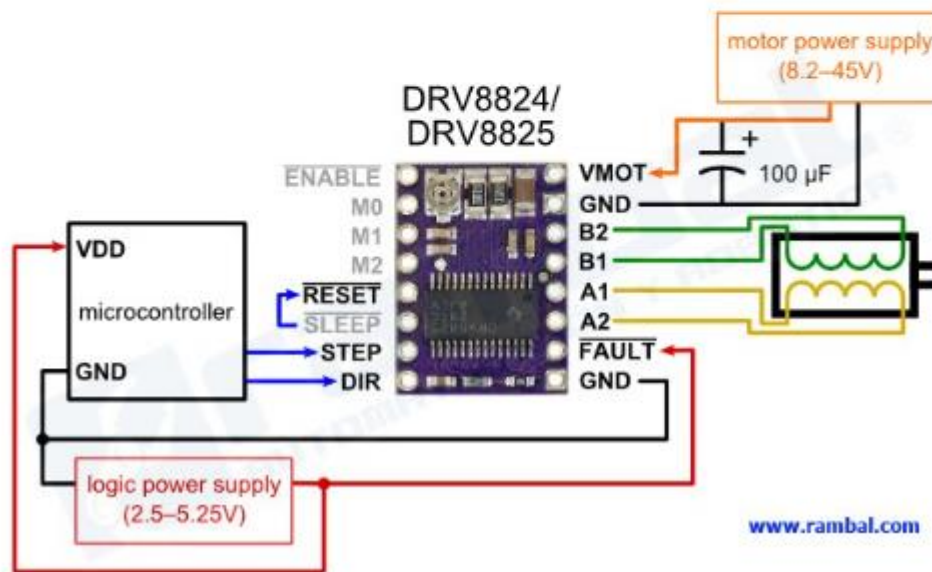 motor power supply
(8.2–45V)
DRV8824/
DRV8825
ENABLE
M0
M1
M2
RESET
SLEEP
STEP
DIR
VMOT
GND
B2
B1
A1
A2
FAULT
GND
+
100 µF
VDD
microcontroller
GND
logic power supply
(2.5–5.25V)
www.rambal.com